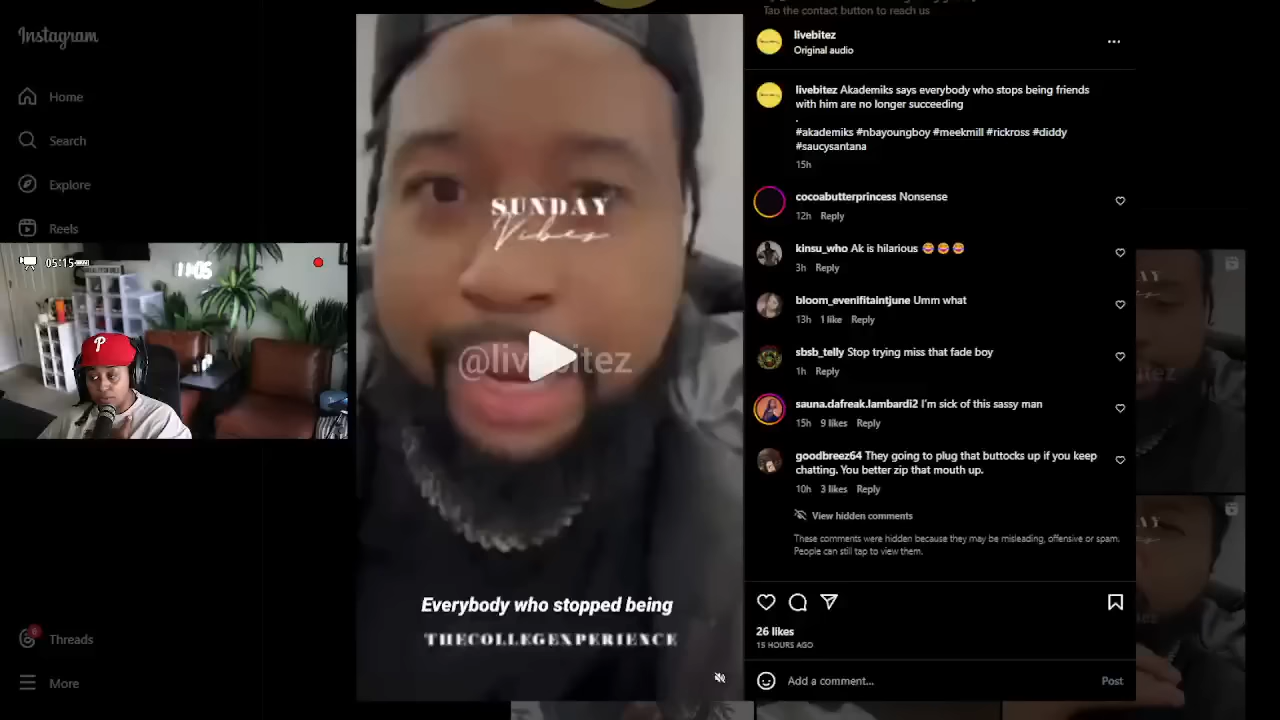 Tap the contact button to reach us
Instagram
livebitez
Original audio
Home
livebitez Akademiks says everybody who stops being friends
with him are no longer succeeding
.
#akademiks #nbayoungboy #meekmill #rickross #diddy
#saucysantana
15h
Search
Explore
cocoabutterprincess Nonsense
12h Reply
Reels
SUNDAY
Vibes
kinsu_who Ak is hilarious 😂😂😂
3h Reply
05:15
bloom_evenifitaintjune Umm what
13h 1 like Reply
@livebitez
sbsb_telly Stop trying miss that fade boy
1h Reply
P
sauna.dafreak.lambardi2 I'm sick of this sassy man
15h 9 likes Reply
goodbreez64 They going to plug that buttocks up if you keep
chatting. You better zip that mouth up.
10h 3 likes Reply
View hidden comments
These comments were hidden because they may be misleading, offensive or spam.
People can still tap to view them.
Everybody who stopped being
THECOLLEGEXPERIENCE
26 likes
15 HOURS AGO
Threads
More
Add a comment...
Post